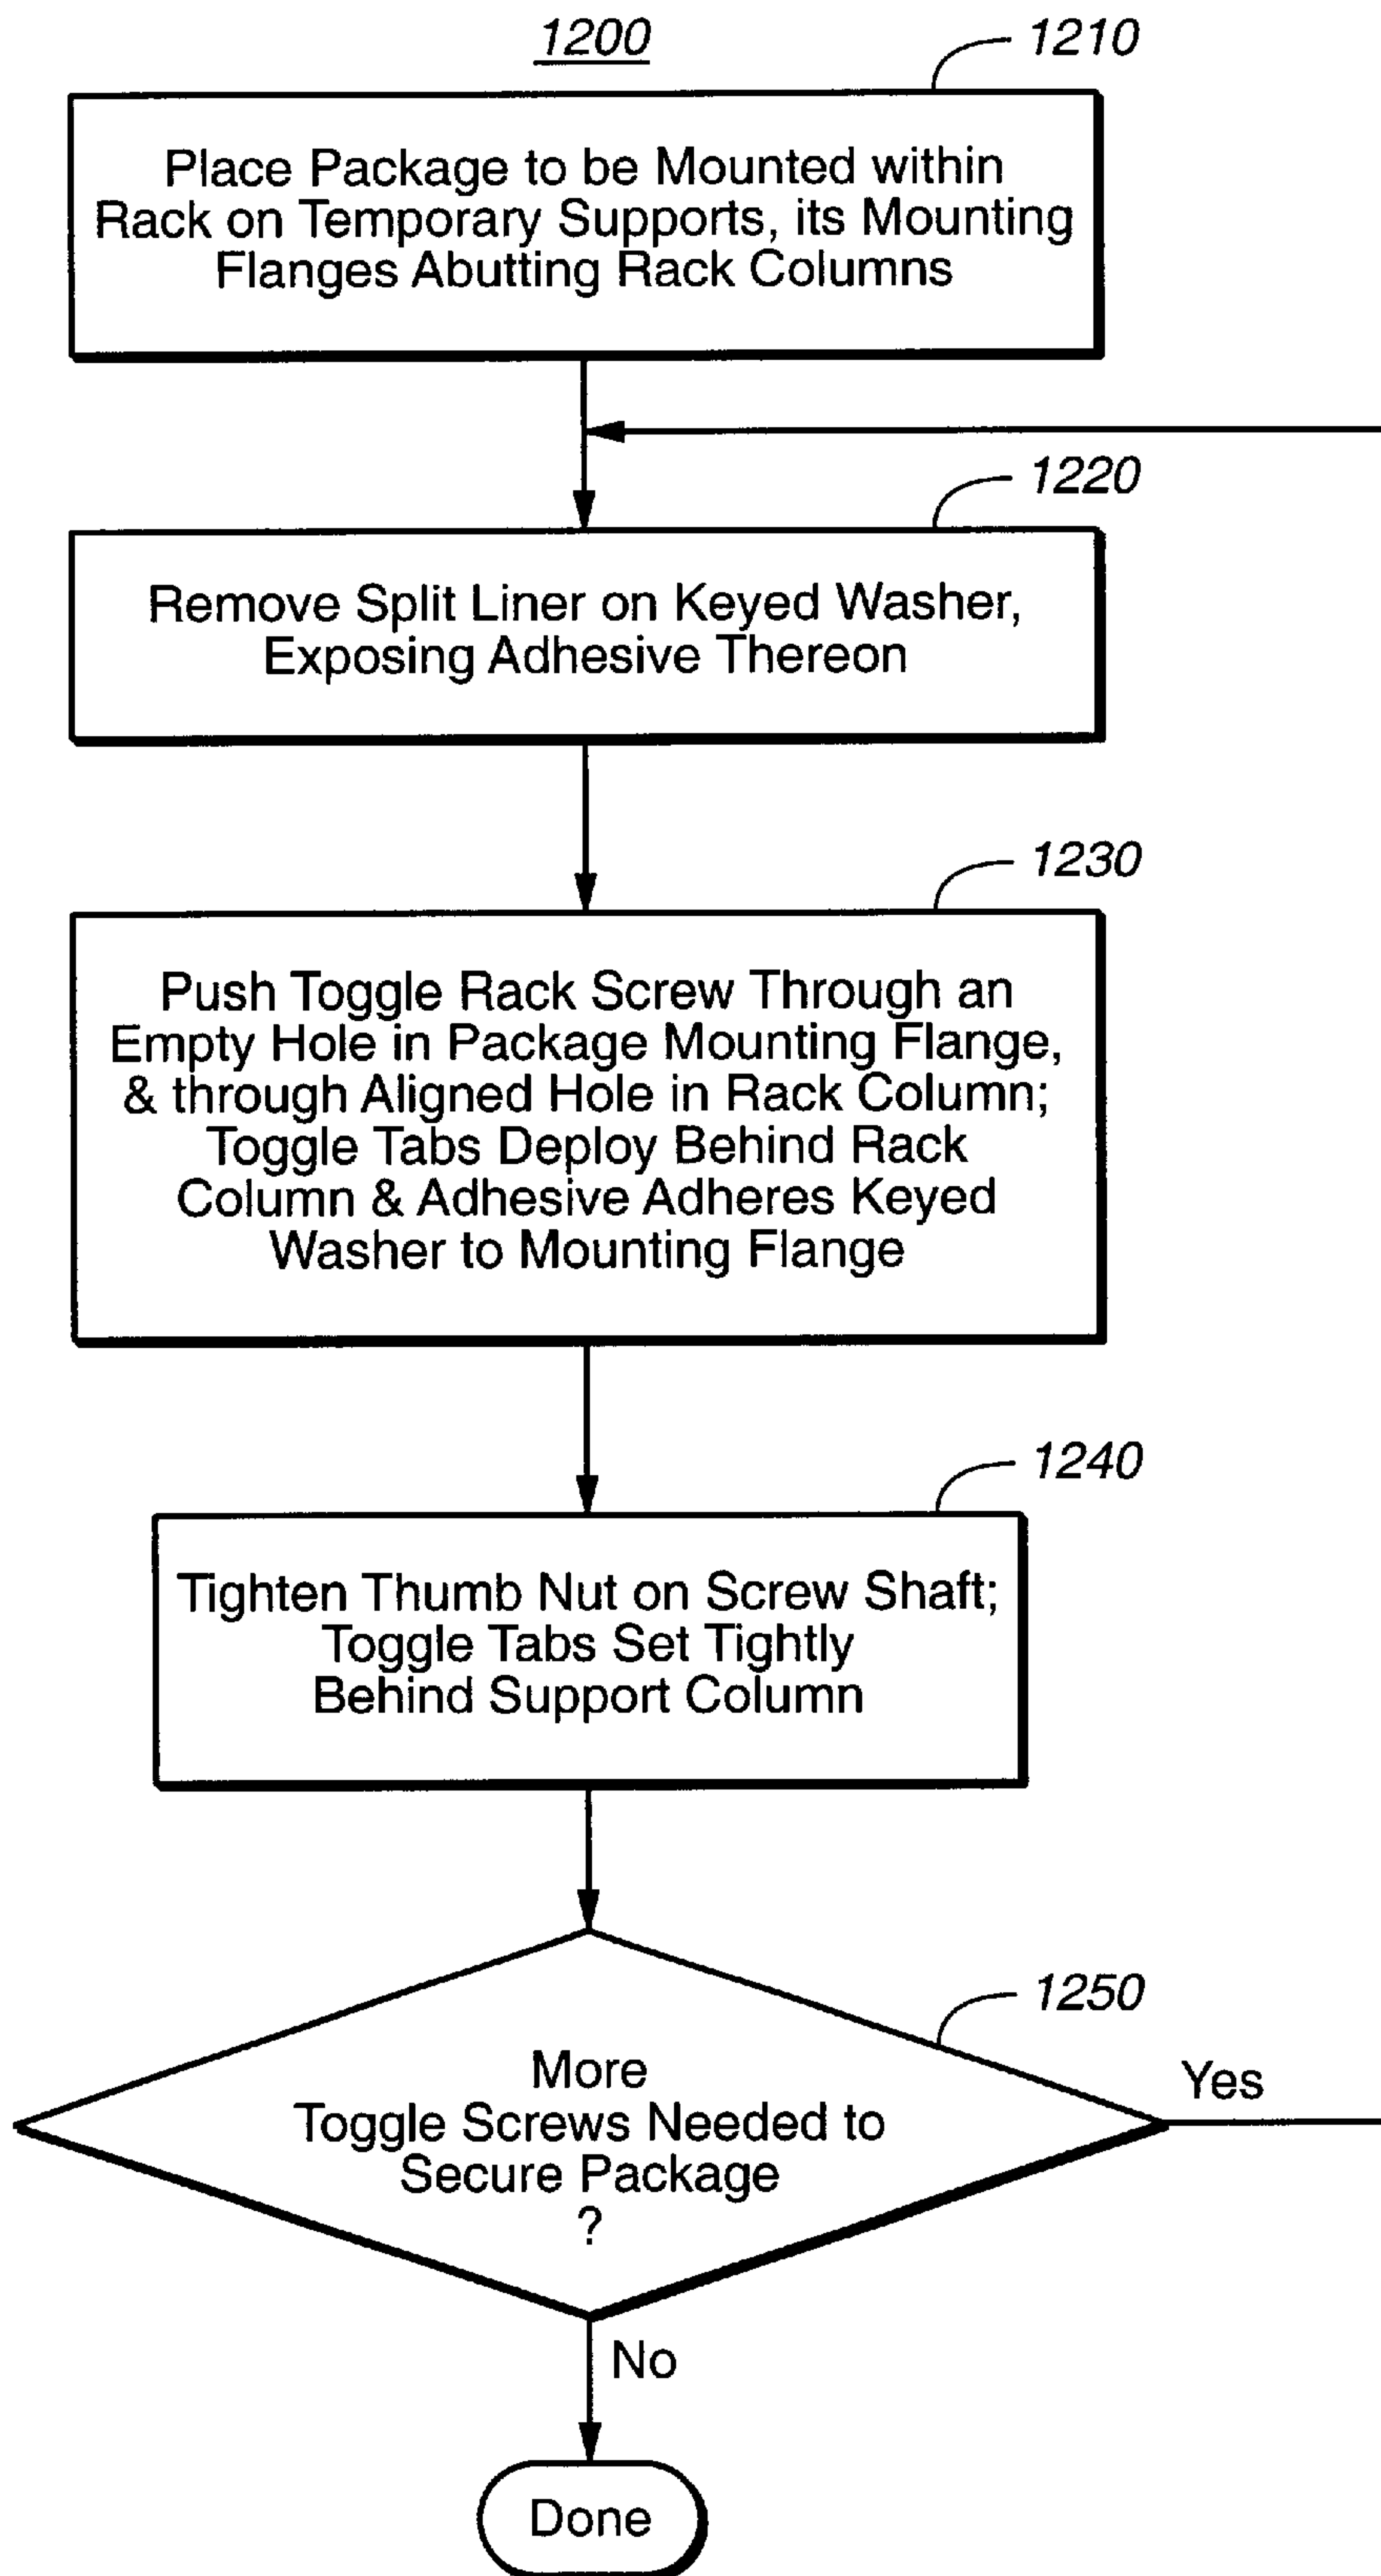 1200
1210
Place Package to be Mounted within
Rack on Temporary Supports, its Mounting
Flanges Abutting Rack Columns
1220
Remove Split Liner on Keyed Washer,
Exposing Adhesive Thereon
1230
Push Toggle Rack Screw Through an
Empty Hole in Package Mounting Flange,
& through Aligned Hole in Rack Column;
Toggle Tabs Deploy Behind Rack
Column & Adhesive Adheres Keyed
Washer to Mounting Flange
1240
Tighten Thumb Nut on Screw Shaft;
Toggle Tabs Set Tightly
Behind Support Column
1250
More
Toggle Screws Needed to
Secure Package
?
Yes
No
Done